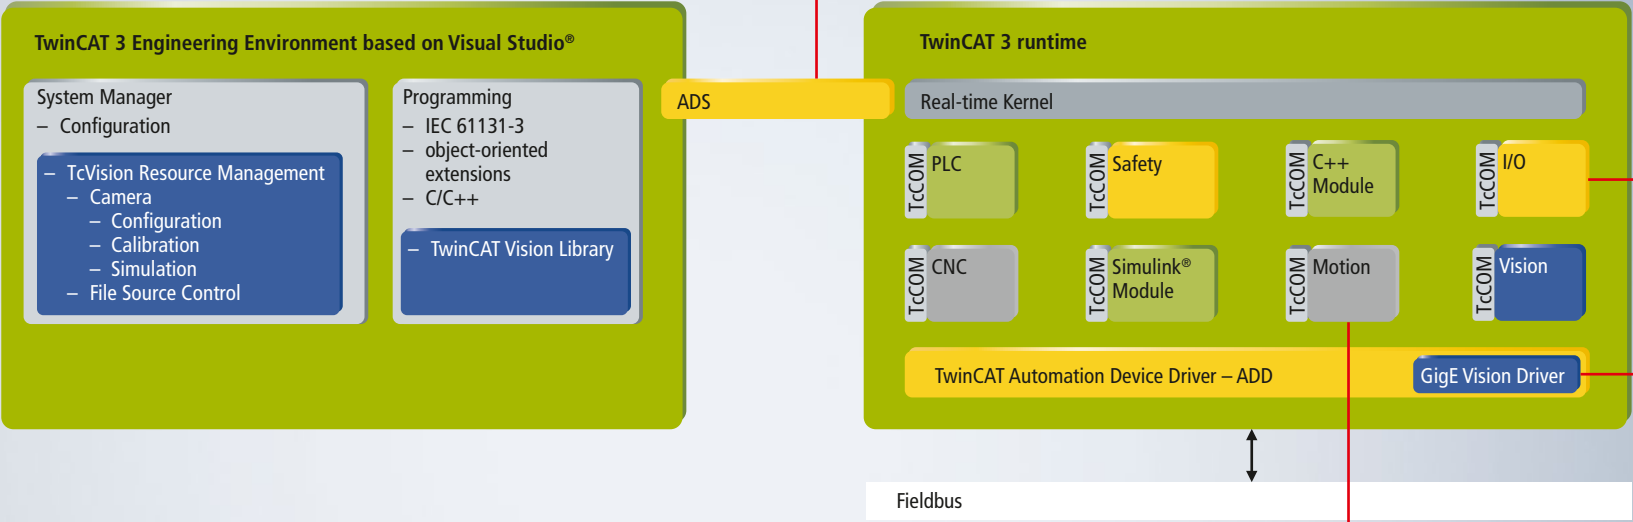 TwinCAT 3 Engineering Environment based on Visual Studio®
System Manager
– Configuration
– TcVision Resource Management
– Camera
– Configuration
– Calibration
– Simulation
– File Source Control
Programming
– IEC 61131-3
– object-oriented
extensions
– C/C++
– TwinCAT Vision Library
ADS
TwinCAT 3 runtime
Real-time Kernel
TcCOM
PLC
TcCOM
Safety
TcCOM
C++
Module
TcCOM
I/O
TcCOM
CNC
TcCOM
Simulink®
Module
TcCOM
Motion
TcCOM
Vision
TwinCAT Automation Device Driver – ADD
GigE Vision Driver
Fieldbus